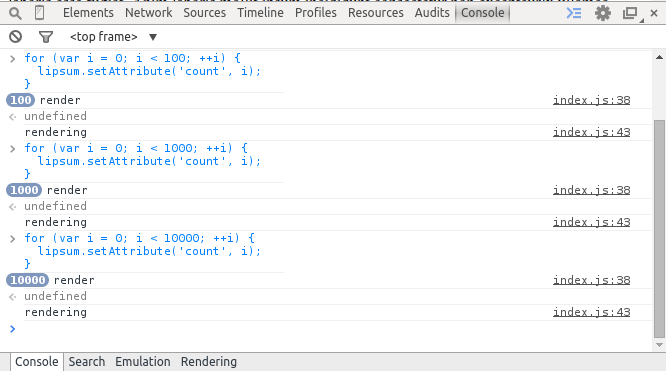 Elements Network Sources Timeline Profiles Resources Audits Console
<top frame> ▼
> for (var i = 0; i < 100; ++i) {
lipsum.setAttribute('count', i);
}
100 render index.js:38
undefined
rendering index.js:43
> for (var i = 0; i < 1000; ++i) {
lipsum.setAttribute('count', i);
}
1000 render index.js:38
undefined
rendering index.js:43
> for (var i = 0; i < 10000; ++i) {
lipsum.setAttribute('count', i);
}
10000 render index.js:38
undefined
rendering index.js:43
>
Console Search Emulation Rendering